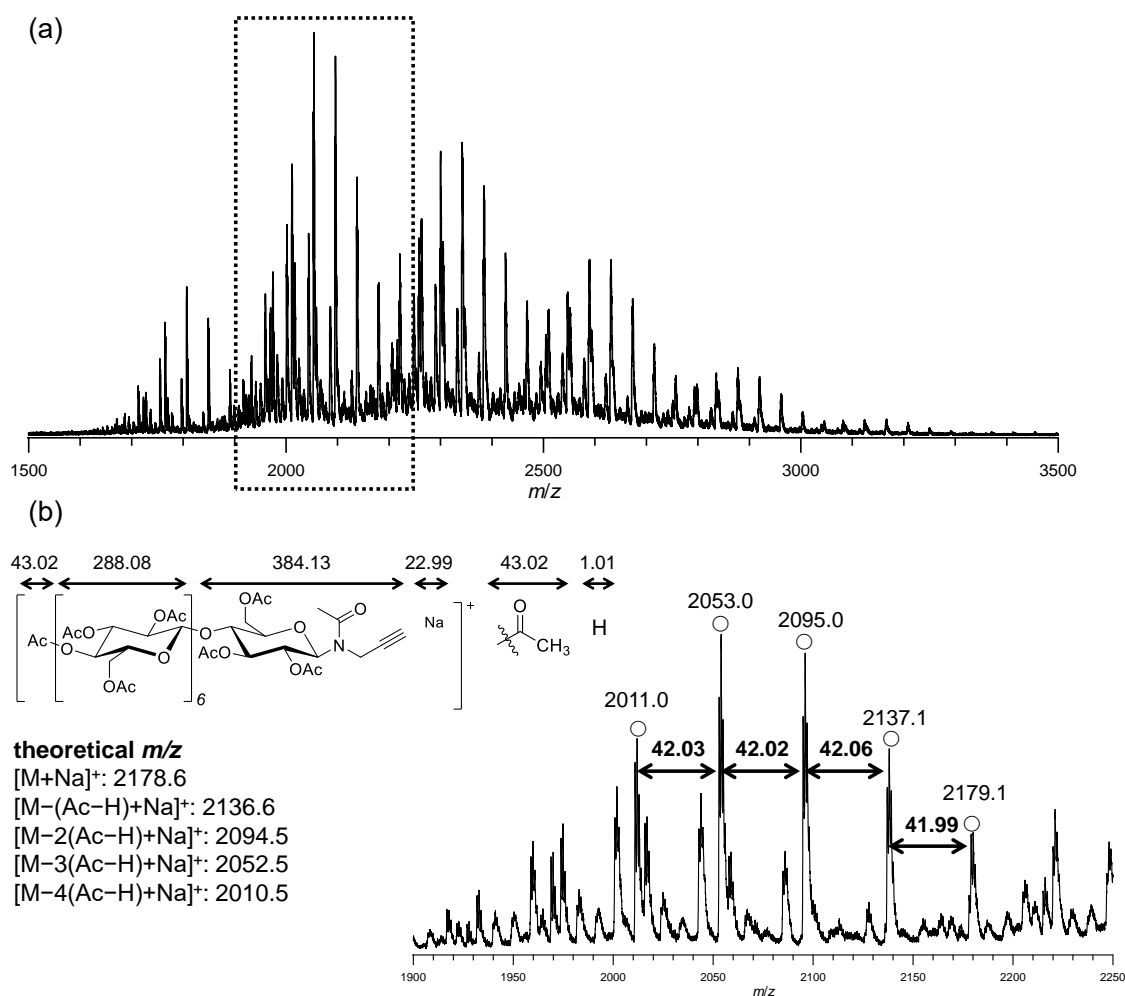 (a)
1500 2000 2500 3000 3500
m/z
(b)
43.02 288.08 384.13 22.99 43.02 1.01
AcO OAc AcO O O OAc O N O Na + O CH₃ H
Ac O O AcO OAc OAc
6
theoretical m/z
[M+Na]⁺: 2178.6
[M−(Ac−H)+Na]⁺: 2136.6
[M−2(Ac−H)+Na]⁺: 2094.5
[M−3(Ac−H)+Na]⁺: 2052.5
[M−4(Ac−H)+Na]⁺: 2010.5
2053.0
2095.0
2011.0
2137.1
42.03 42.02 42.06
2179.1
41.99
1900 1950 2000 2050 2100 2150 2200 2250
m/z